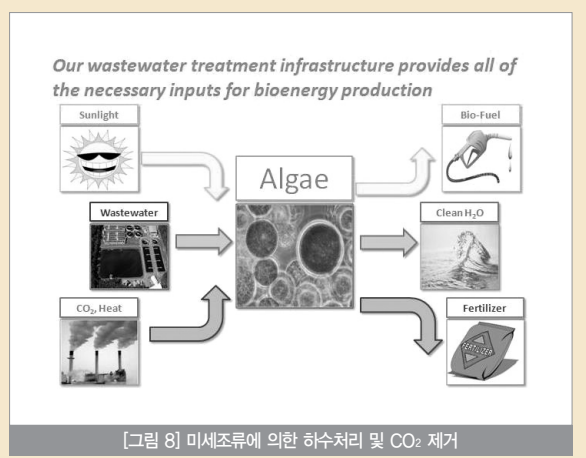 Our wastewater treatment infrastructure provides all of
the necessary inputs for bioenergy production
Sunlight
Bio-Fuel
Algae
Wastewater
Clean H₂O
CO₂, Heat
Fertilizer
FERTILIZER
[그림 8] 미세조류에 의한 하수처리 및 CO₂ 제거